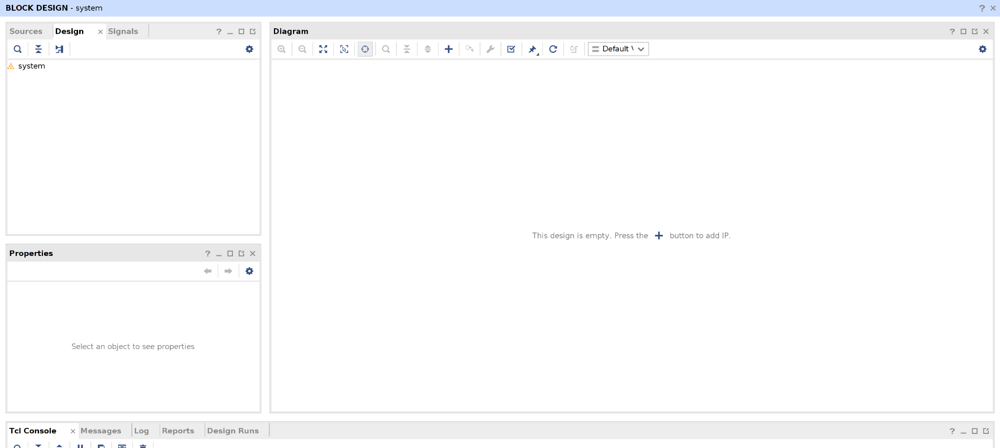 BLOCK DESIGN - system
Sources Design Signals
system
Properties
Select an object to see properties
Diagram
Default \
This design is empty. Press the + button to add IP.
Tcl Console Messages Log Reports Design Runs